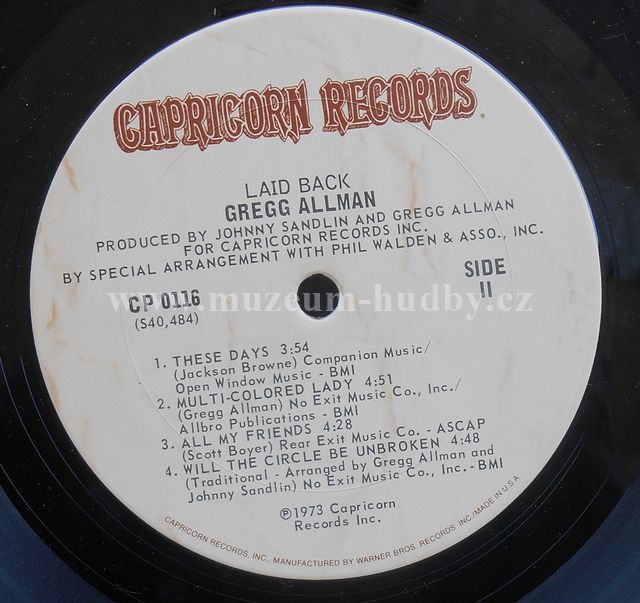 CAPRICORN RECORDS
LAID BACK
GREGG ALLMAN
PRODUCED BY JOHNNY SANDLIN AND GREGG ALLMAN
FOR CAPRICORN RECORDS INC.
BY SPECIAL ARRANGEMENT WITH PHIL WALDEN & ASSO., INC.
CP 0116
(S40,484)
SIDE
II
www.muzeum-hudby.cz
1. THESE DAYS 3:54
(Jackson Browne) Companion Music/
Open Window Music - BMI
2. MULTI-COLORED LADY 4:51
(Gregg Allman) No Exit Music Co., Inc./
Allbro Publications - BMI
3. ALL MY FRIENDS 4:28
(Scott Boyer) Rear Exit Music Co. - ASCAP
4. WILL THE CIRCLE BE UNBROKEN 4:48
(Traditional - Arranged by Gregg Allman and
Johnny Sandlin) No Exit Music Co., Inc. - BMI
℗1973 Capricorn
Records Inc.
CAPRICORN RECORDS, INC., MANUFACTURED BY WARNER BROS. RECORDS INC./MADE IN U.S.A.